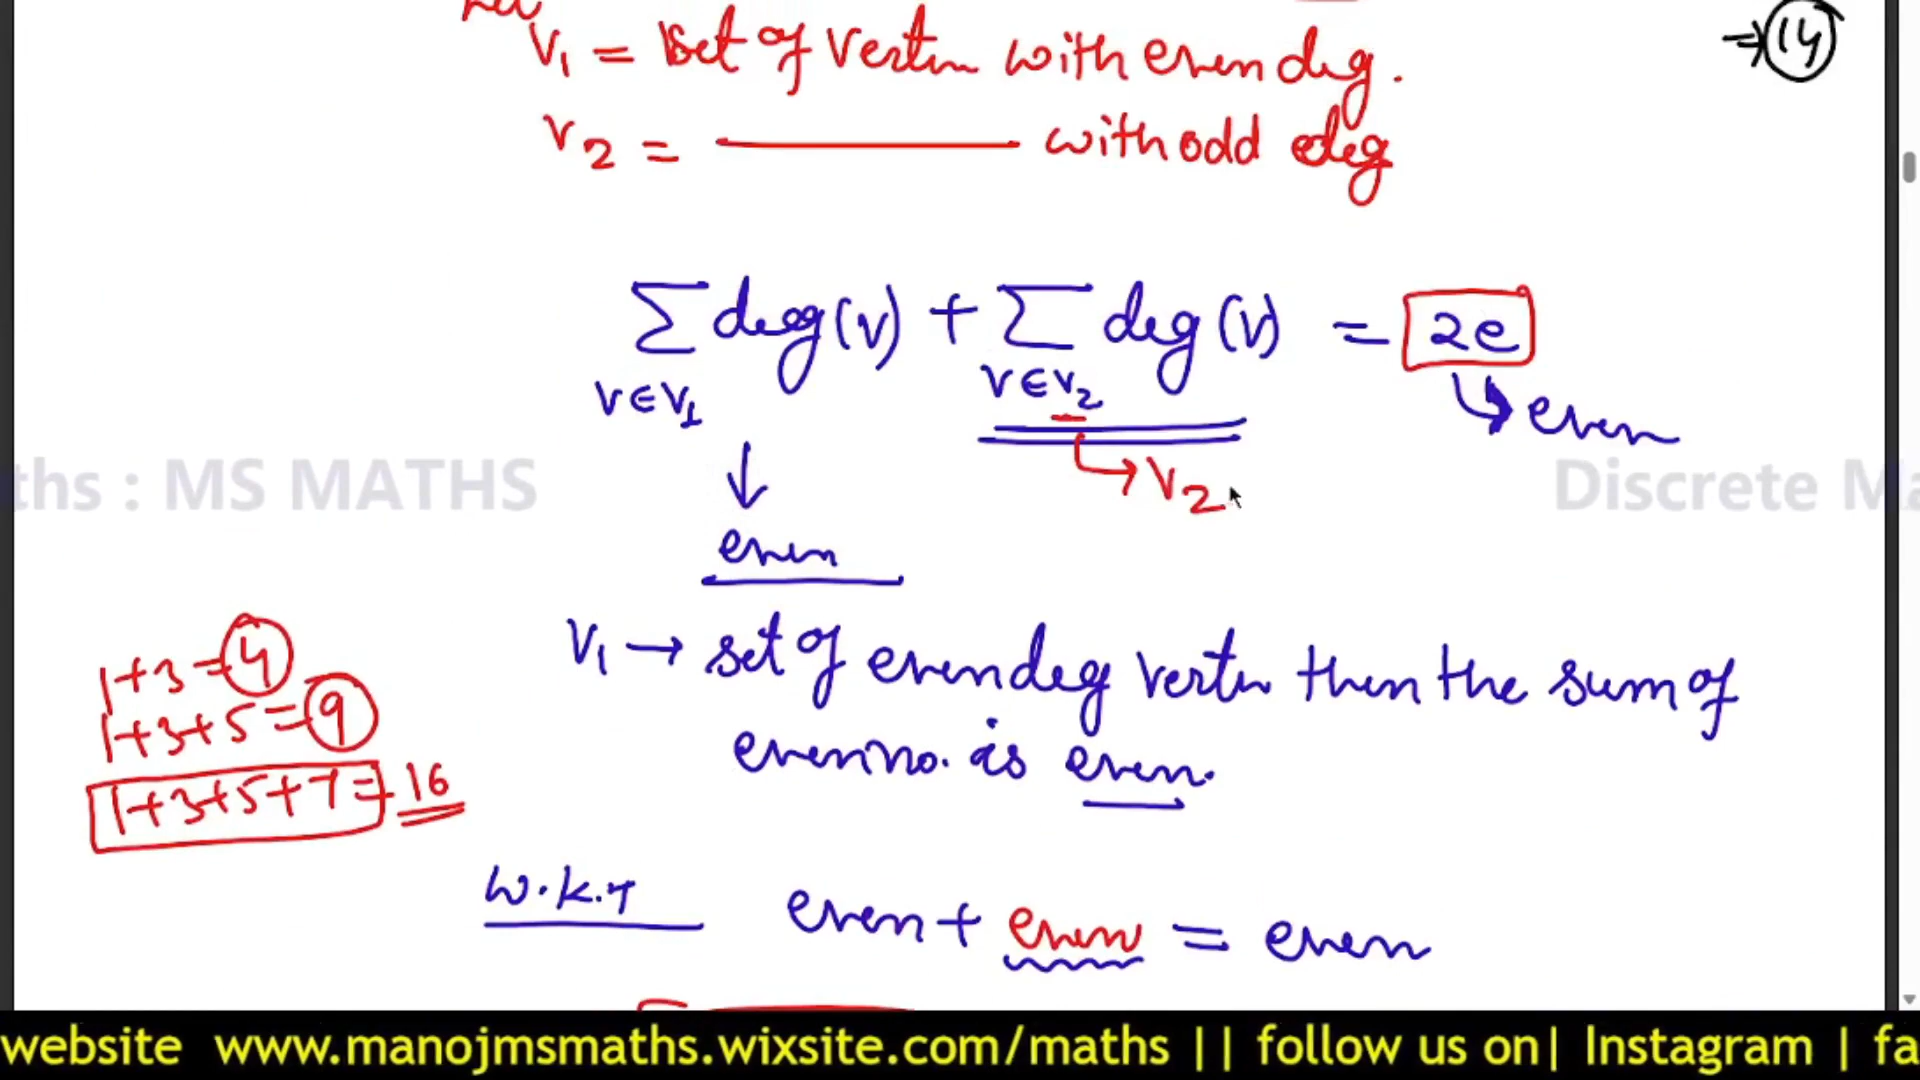 Let
V1 = set of Vertex with even deg.
⇒ 14
V2 = ——— with odd deg
∑ deg(v) + ∑ deg(v) = 2e
v∈V1 v∈V2
→ even
→ V2
↓
even
ths : MS MATHS
Discrete Ma
V1 → set of even deg vertex then the sum of
even no. is even.
1+3 = 4
1+3+5 = 9
1+3+5+7 = 16
W.K.T even + even = even
website www.manojmsmaths.wixsite.com/maths || follow us on| Instagram | fa